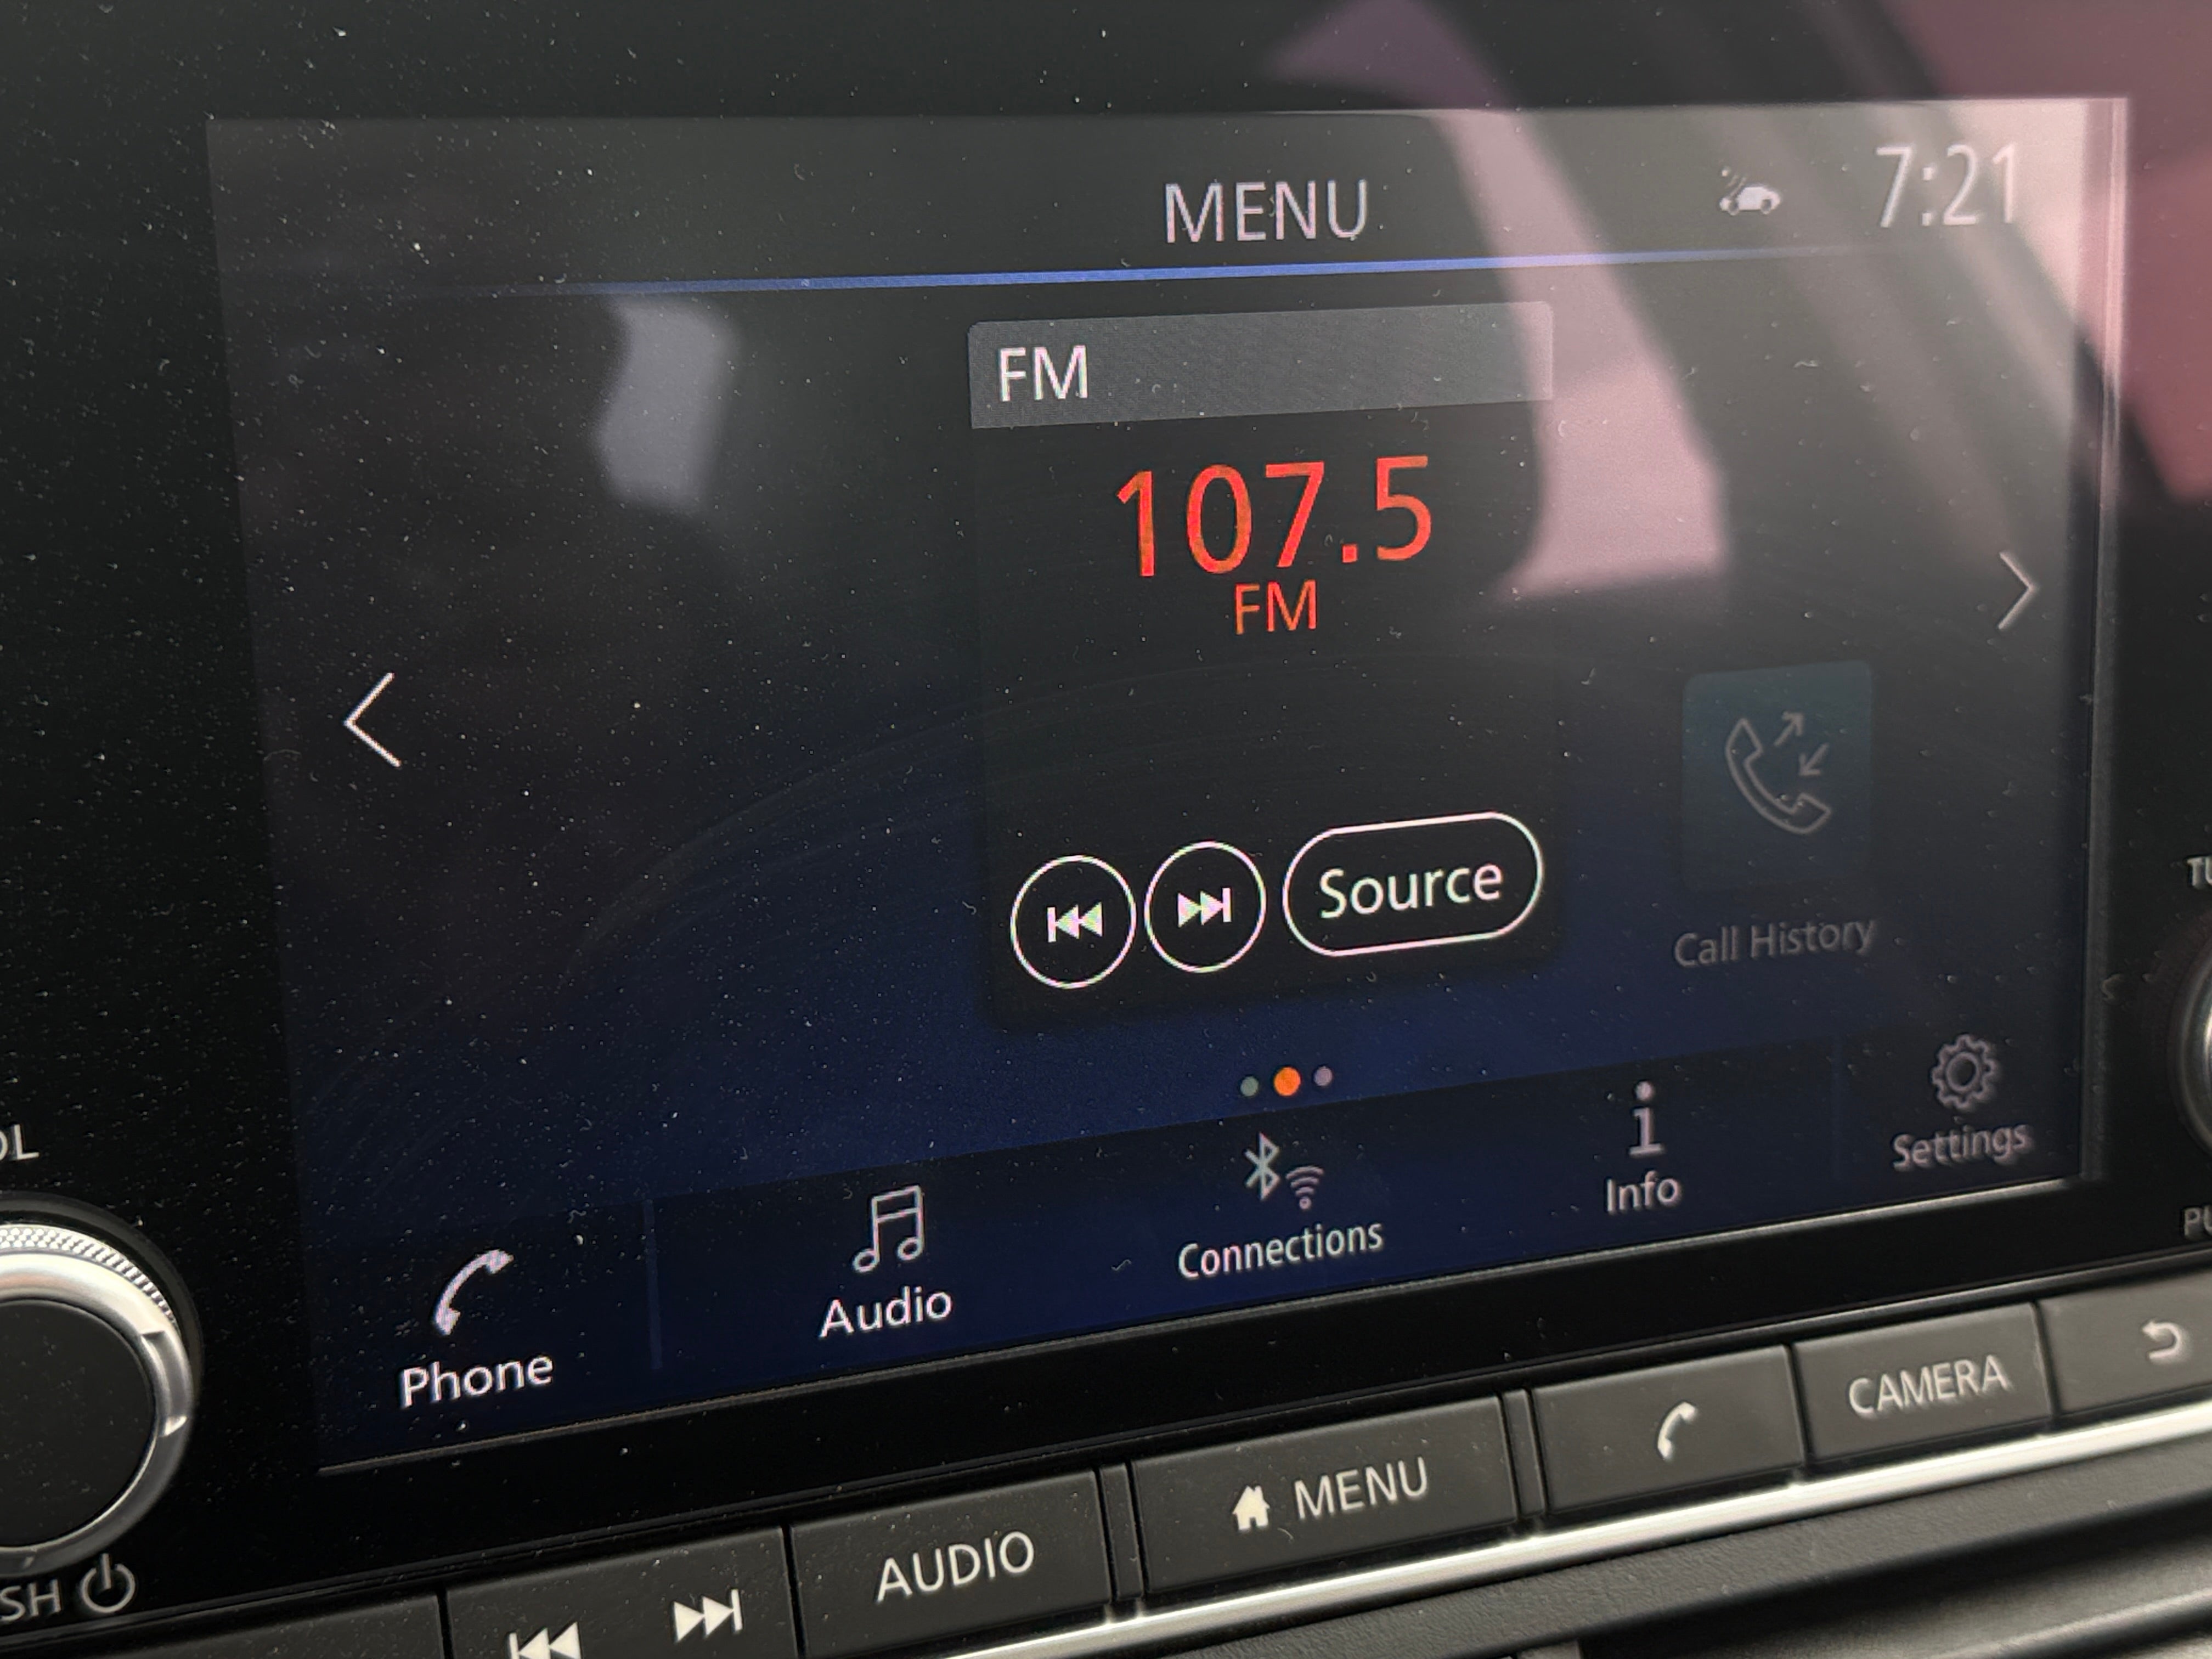 MENU
7:21
FM
107.5
FM
Source
Call History
Phone
Audio
Connections
Info
Settings
AUDIO
MENU
CAMERA